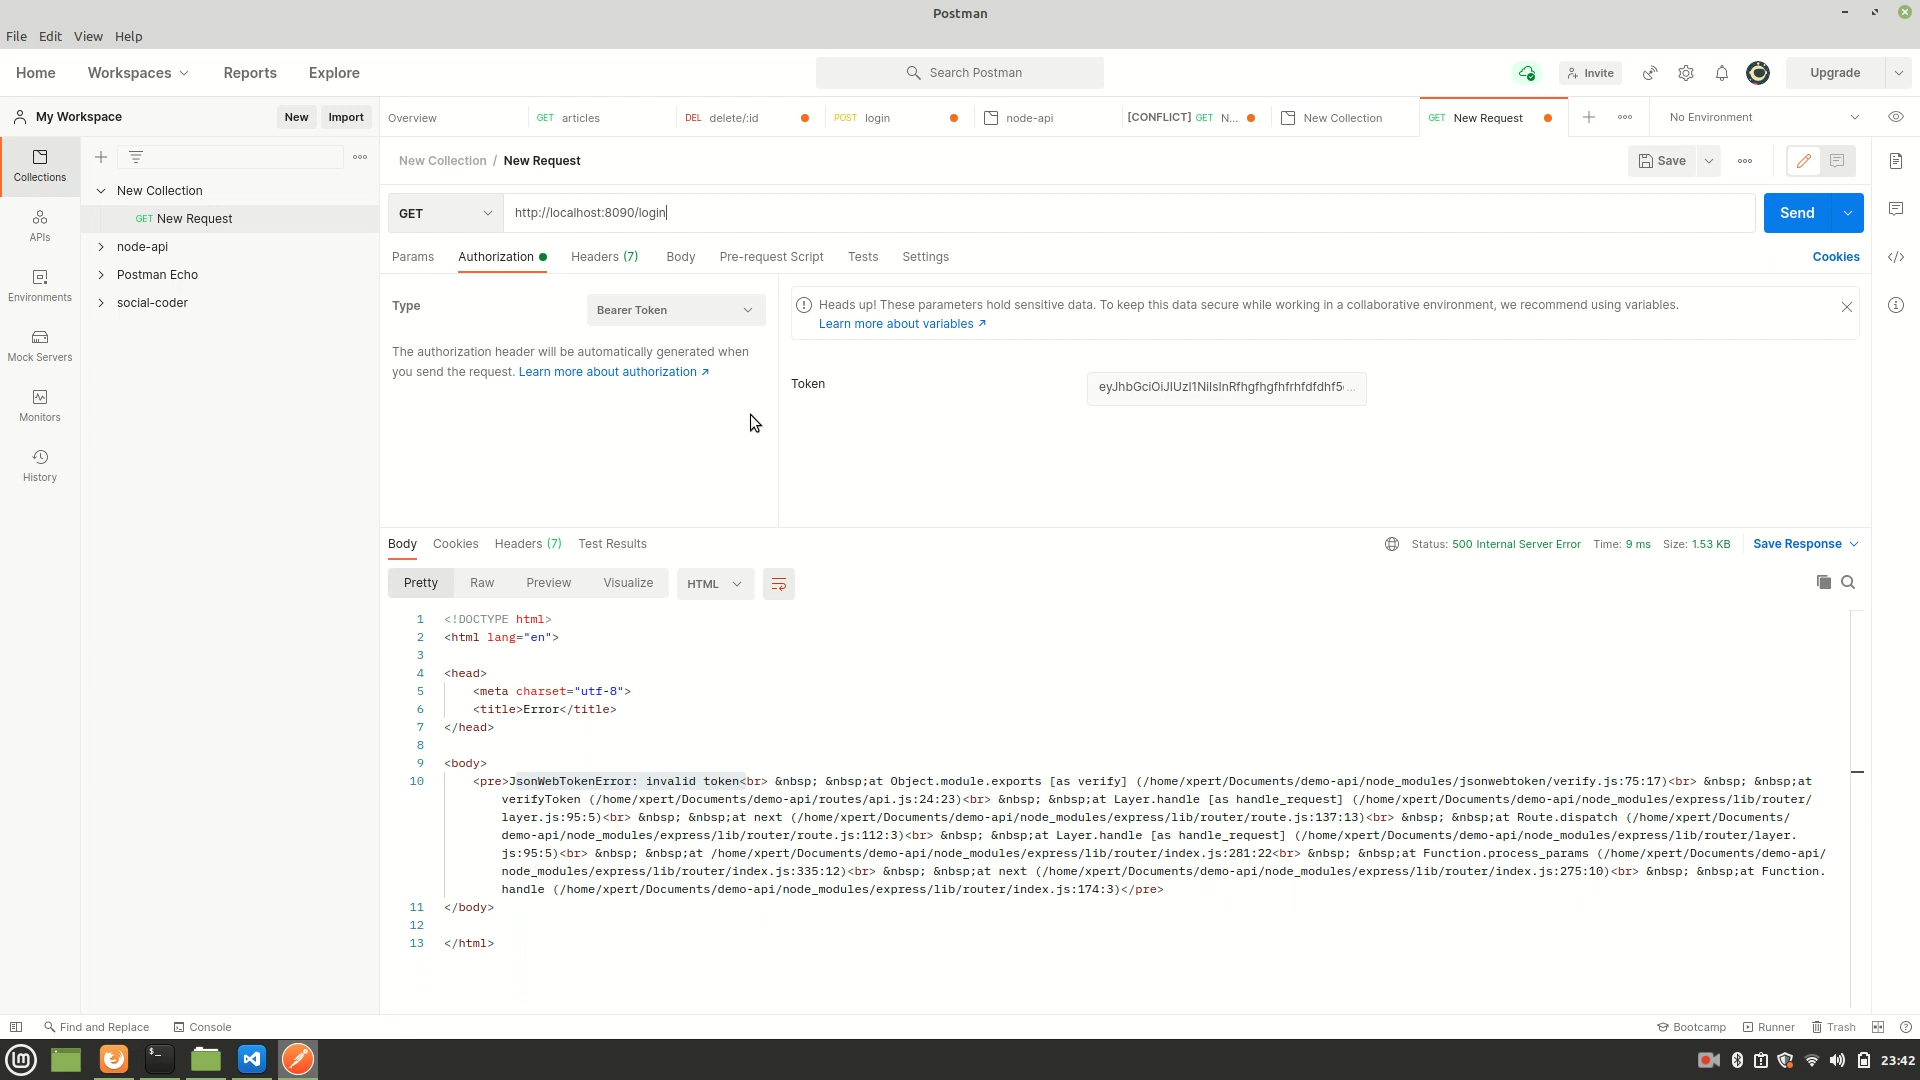 Postman
File Edit View Help
Home Workspaces Reports Explore
Search Postman
Invite
Upgrade
My Workspace New Import
Overview
GET articles
DEL delete/:id
POST login
node-api
[CONFLICT] GET N...
New Collection
GET New Request
No Environment
Collections
APIs
Environments
Mock Servers
Monitors
History
New Collection
GET New Request
node-api
Postman Echo
social-coder
New Collection / New Request
Save
GET http://localhost:8090/login
Send
Params Authorization Headers (7) Body Pre-request Script Tests Settings
Cookies
Type Bearer Token
The authorization header will be automatically generated when
you send the request. Learn more about authorization ↗
Heads up! These parameters hold sensitive data. To keep this data secure while working in a collaborative environment, we recommend using variables.
Learn more about variables ↗
Token
Body Cookies Headers (7) Test Results
Status: 500 Internal Server Error Time: 9 ms Size: 1.53 KB Save Response
Pretty Raw Preview Visualize HTML
1 <!DOCTYPE html>
2 <html lang="en">
3
4 <head>
5 <meta charset="utf-8">
6 <title>Error</title>
7 </head>
8
9 <body>
10 <pre>JsonWebTokenError: invalid token<br> &nbsp; &nbsp;at Object.module.exports [as verify] (/home/xpert/Documents/demo-api/node_modules/jsonwebtoken/verify.js:75:17)<br> &nbsp; &nbsp;at
verifyToken (/home/xpert/Documents/demo-api/routes/api.js:24:23)<br> &nbsp; &nbsp;at Layer.handle [as handle_request] (/home/xpert/Documents/demo-api/node_modules/express/lib/router/
layer.js:95:5)<br> &nbsp; &nbsp;at next (/home/xpert/Documents/demo-api/node_modules/express/lib/router/route.js:137:13)<br> &nbsp; &nbsp;at Route.dispatch (/home/xpert/Documents/
demo-api/node_modules/express/lib/router/route.js:112:3)<br> &nbsp; &nbsp;at Layer.handle [as handle_request] (/home/xpert/Documents/demo-api/node_modules/express/lib/router/layer.
js:95:5)<br> &nbsp; &nbsp;at /home/xpert/Documents/demo-api/node_modules/express/lib/router/index.js:281:22<br> &nbsp; &nbsp;at Function.process_params (/home/xpert/Documents/demo-api/
node_modules/express/lib/router/index.js:335:12)<br> &nbsp; &nbsp;at next (/home/xpert/Documents/demo-api/node_modules/express/lib/router/index.js:275:10)<br> &nbsp; &nbsp;at Function.
handle (/home/xpert/Documents/demo-api/node_modules/express/lib/router/index.js:174:3)</pre>
11 </body>
12
13 </html>
Find and Replace Console
Bootcamp Runner Trash
23:42